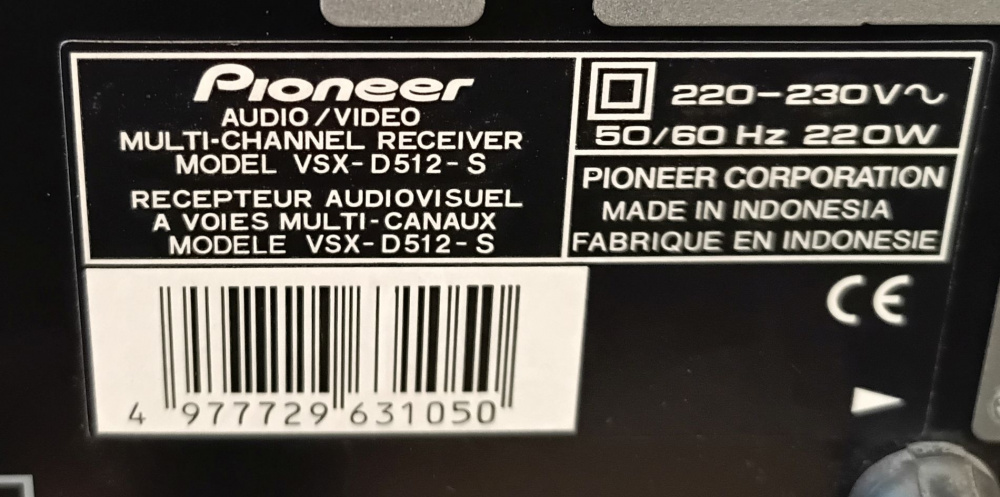 Pioneer
AUDIO/VIDEO
MULTI-CHANNEL RECEIVER
MODEL VSX-D512-S
RECEPTEUR AUDIOVISUEL
A VOIES MULTI-CANAUX
MODELE VSX-D512-S
220-230V~
50/60 Hz 220W
PIONEER CORPORATION
MADE IN INDONESIA
FABRIQUE EN INDONESIE
CE
4 977729 631050